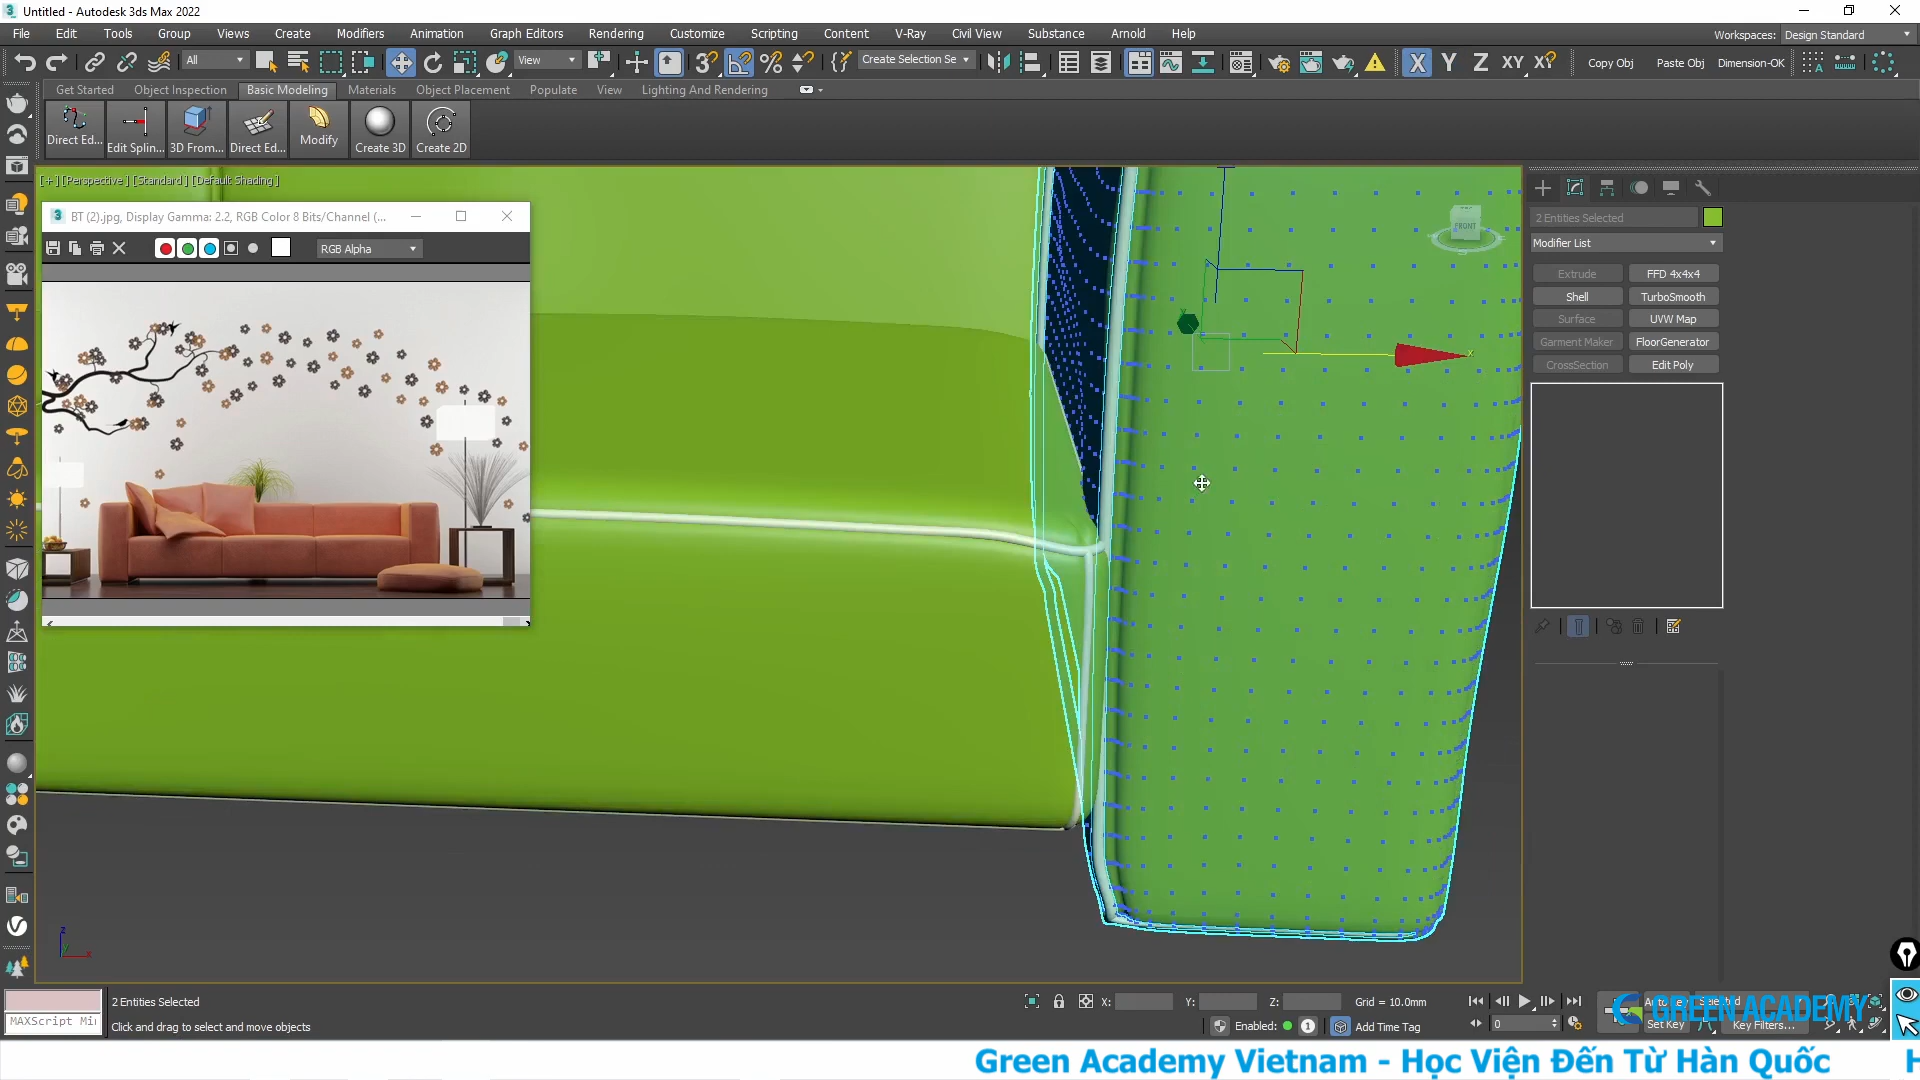 Untitled - Autodesk 3ds Max 2022
File Edit Tools Group Views Create Modifiers Animation Graph Editors Rendering Customize Scripting Content V-Ray Civil View Substance Arnold Help
Workspaces: Design Standard
All View Create Selection Se X Y Z XY Copy Obj Paste Obj Dimension-OK
Get Started Object Inspection Basic Modeling Materials Object Placement Populate View Lighting And Rendering
Direct Ed... Edit Splin... 3D From... Direct Ed... Modify Create 3D Create 2D
[ + ] [Perspective ] [Standard ] [Default Shading ]
BT (2).jpg, Display Gamma: 2.2, RGB Color 8 Bits/Channel (...
RGB Alpha
FRONT
2 Entities Selected
Modifier List
Extrude FFD 4x4x4
Shell TurboSmooth
Surface UVW Map
Garment Maker FloorGenerator
CrossSection Edit Poly
x
z
x
2 Entities Selected
X: Y: Z: Grid = 10.0mm
Selected
GREEN ACADEMY
MAXScript Mi
Click and drag to select and move objects
Enabled: 1 Add Time Tag
0
Set Key Key Filters...
Green Academy Vietnam - Học Viện Đến Từ Hàn Quốc H